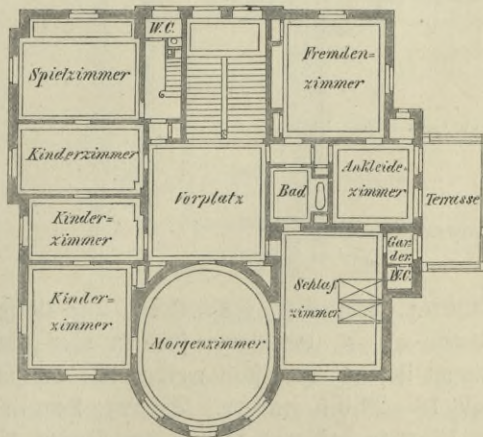 W.C.
Spielzimmer
Fremden=
zimmer
Kinderzimmer
Ankleide=
zimmer
Bad
Terrasse
Vorplatz
Kinder=
zimmer
Gar
der.
W.C.
Schlaf
zimmer
Kinder=
zimmer
Morgenzimmer